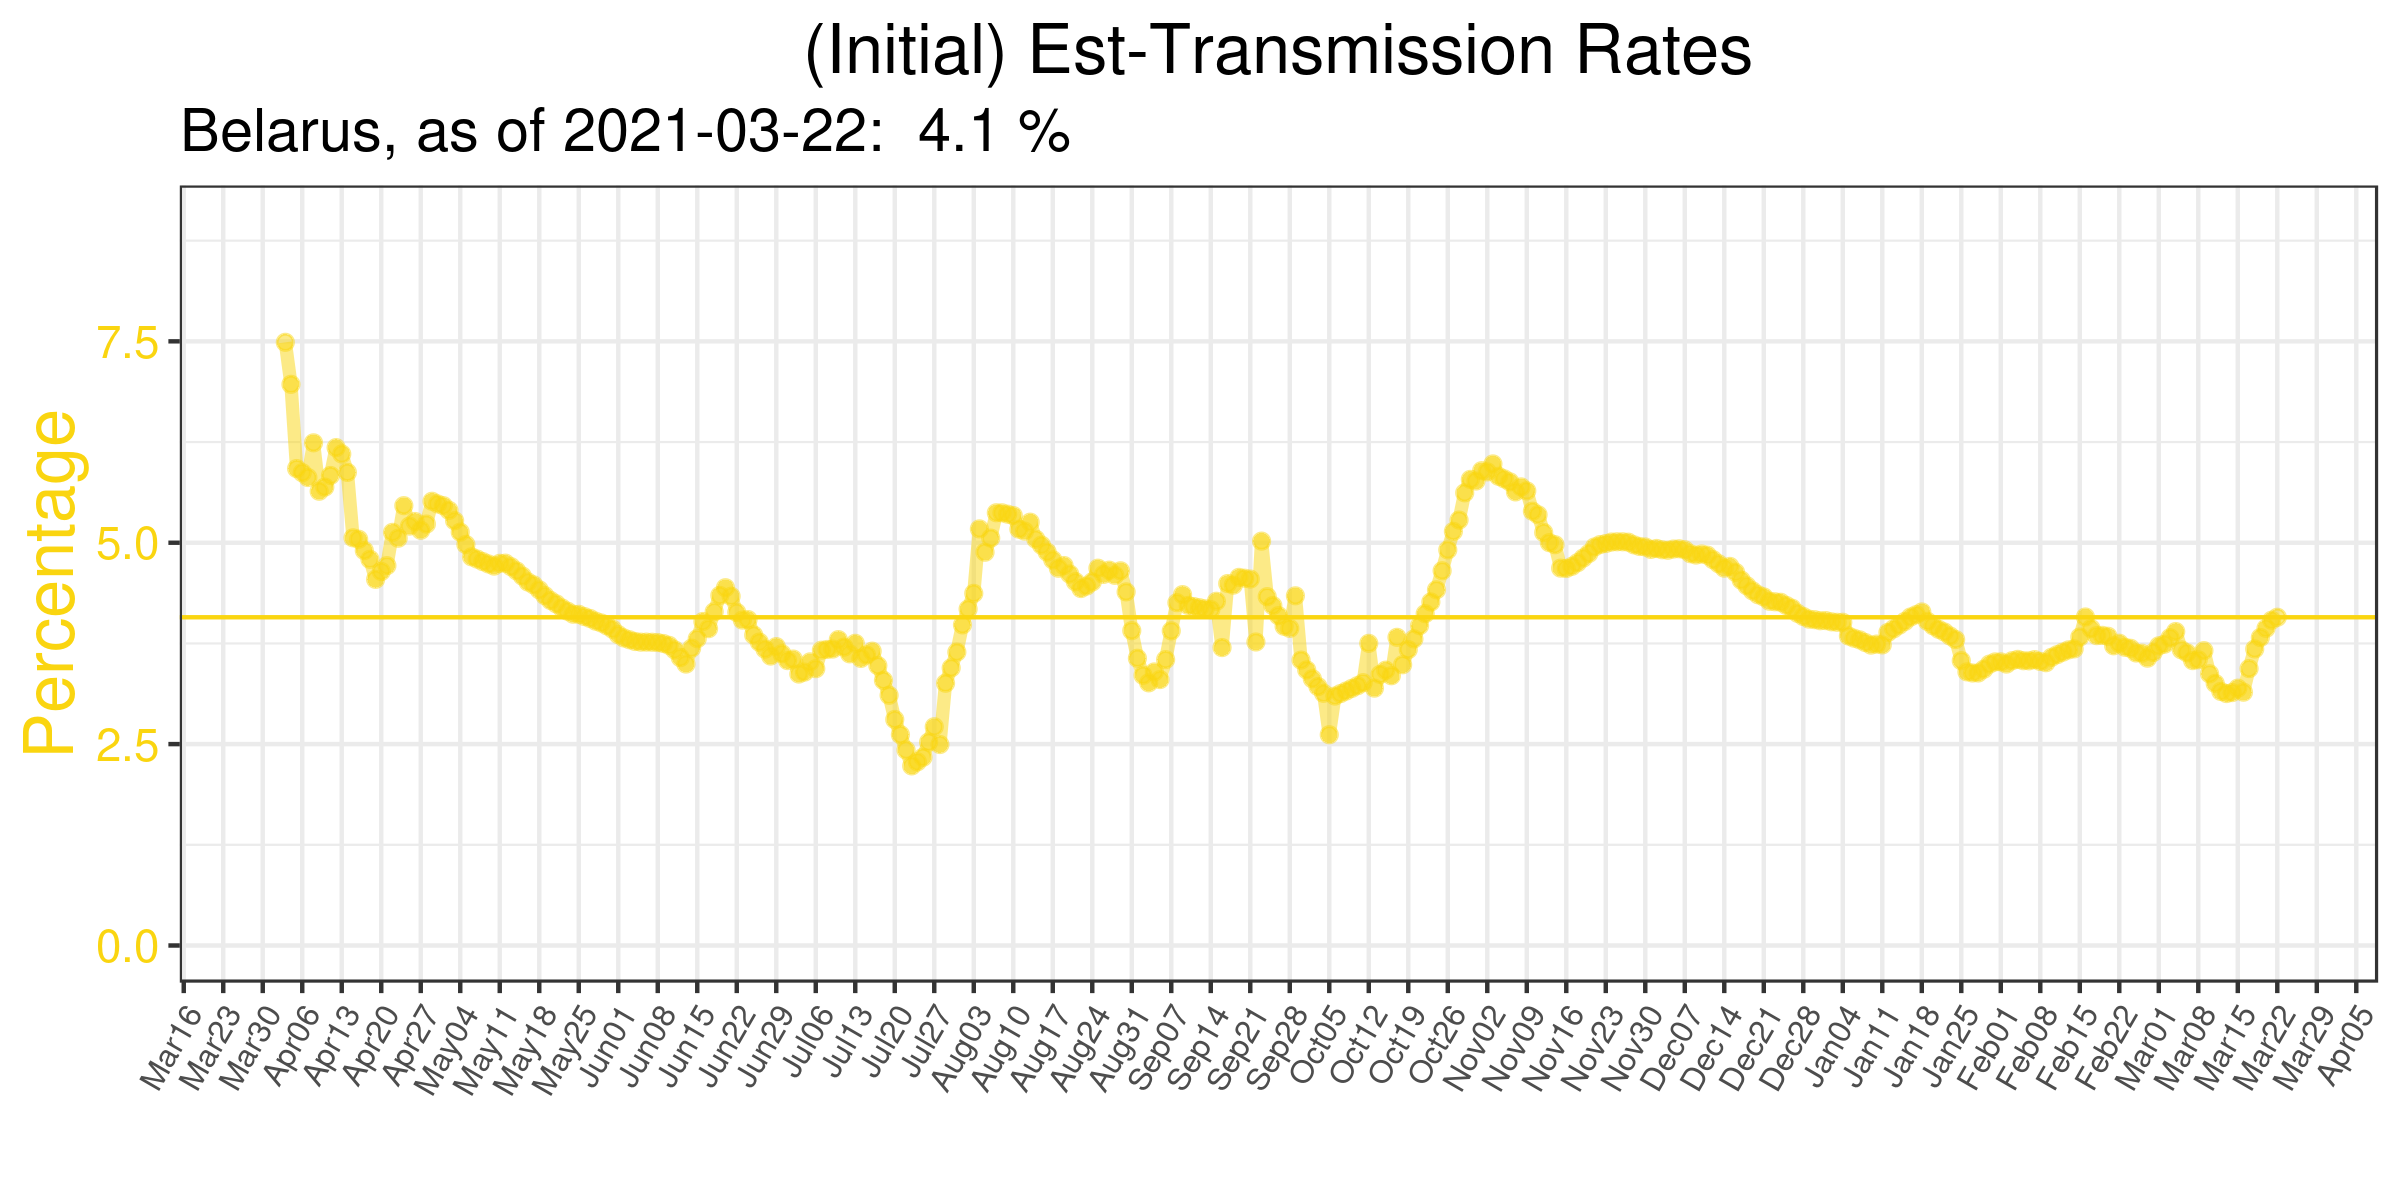 (Initial) Est-Transmission Rates
Belarus, as of 2021-03-22:  4.1 %
Percentage
7.5
5.0
2.5
0.0
Mar16
Mar23
Mar30
Apr06
Apr13
Apr20
Apr27
May04
May11
May18
May25
Jun01
Jun08
Jun15
Jun22
Jun29
Jul06
Jul13
Jul20
Jul27
Aug03
Aug10
Aug17
Aug24
Aug31
Sep07
Sep14
Sep21
Sep28
Oct05
Oct12
Oct19
Oct26
Nov02
Nov09
Nov16
Nov23
Nov30
Dec07
Dec14
Dec21
Dec28
Jan04
Jan11
Jan18
Jan25
Feb01
Feb08
Feb15
Feb22
Mar01
Mar08
Mar15
Mar22
Mar29
Apr05